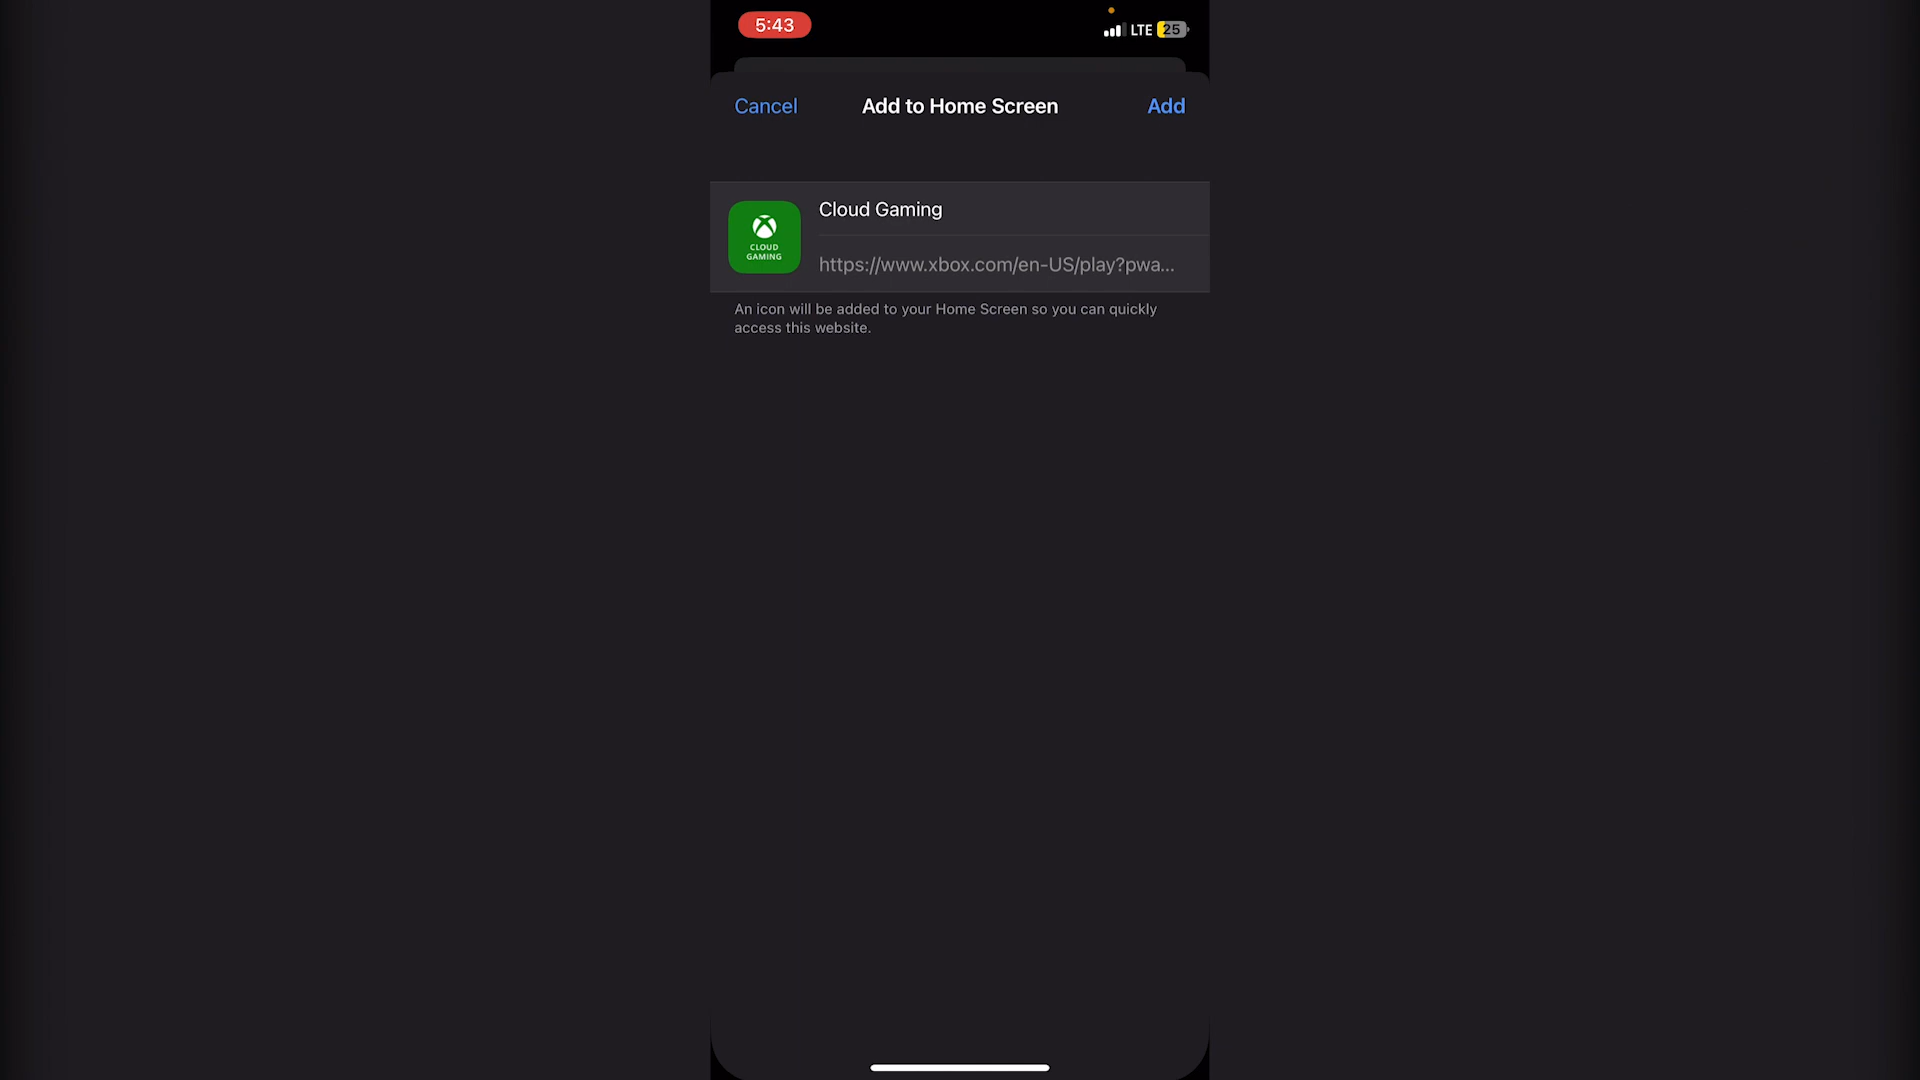 5:43
LTE 25
Cancel
Add to Home Screen
Add
Cloud Gaming
CLOUD
GAMING
https://www.xbox.com/en-US/play?pwa...
An icon will be added to your Home Screen so you can quickly
access this website.